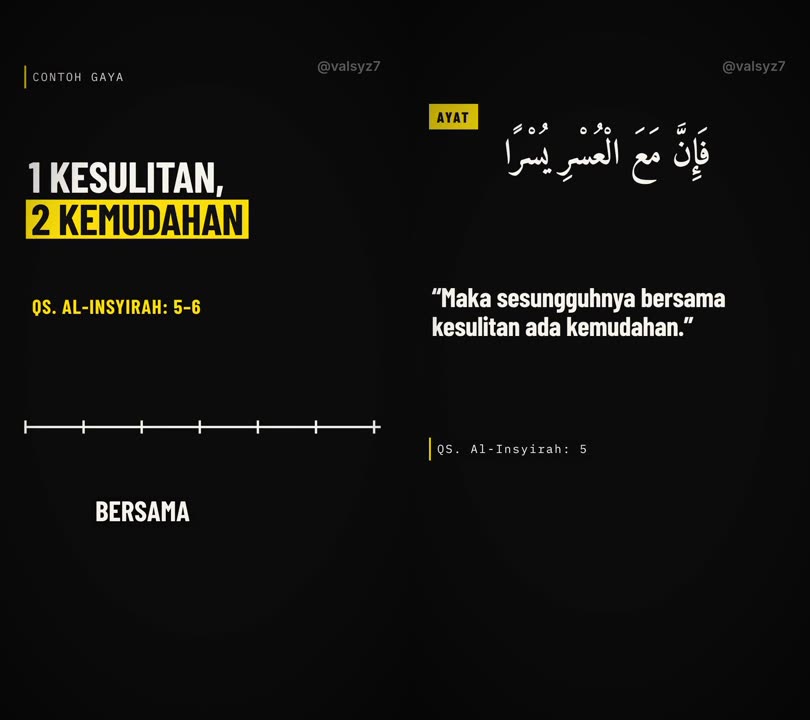 CONTOH GAYA
@valsyz7
1 KESULITAN,
2 KEMUDAHAN
QS. AL-INSYIRAH: 5–6
BERSAMA
@valsyz7
AYAT
فَإِنَّ مَعَ الْعُسْرِ يُسْرًا
“Maka sesungguhnya bersama
kesulitan ada kemudahan.”
QS. Al-Insyirah: 5